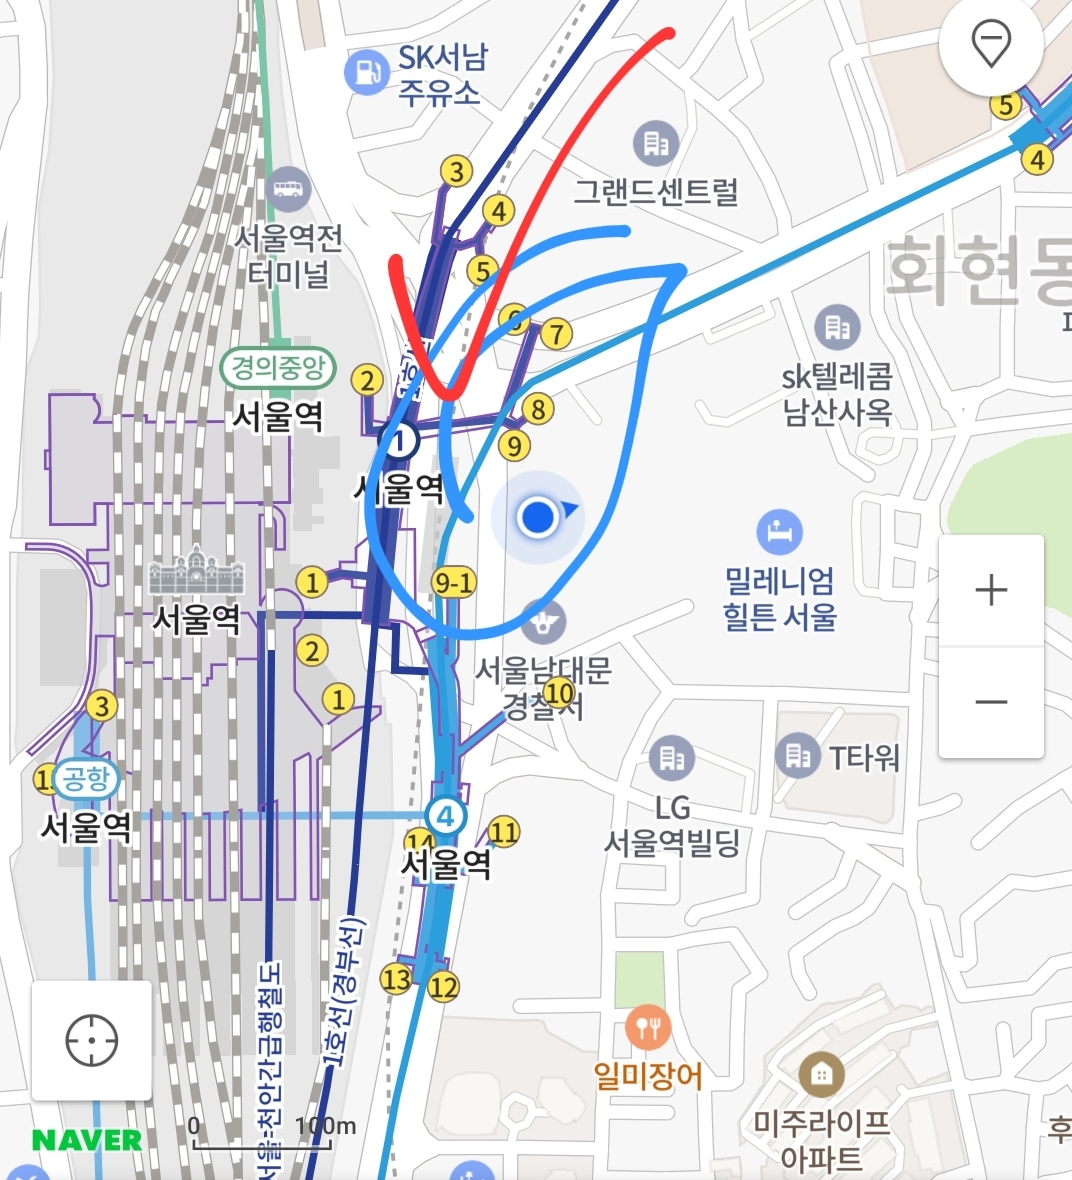 SK서남
주유소
5
4
3
그랜드센트럴
4
서울역전
터미널
5
회현동
6
7
sk텔레콤
남산사옥
경의중앙
서울역
2
8
1
9
서울역
1
9-1
밀레니엄
힐튼 서울
서울역
2
서울남대문
경찰서
10
1
3
T타워
공항
서울역
LG
서울역빌딩
4
11
14
서울역
13
12
1호선(경부선)
서울-천안간급행철도
일미장어
0
100m
NAVER
미주라이프
아파트
후